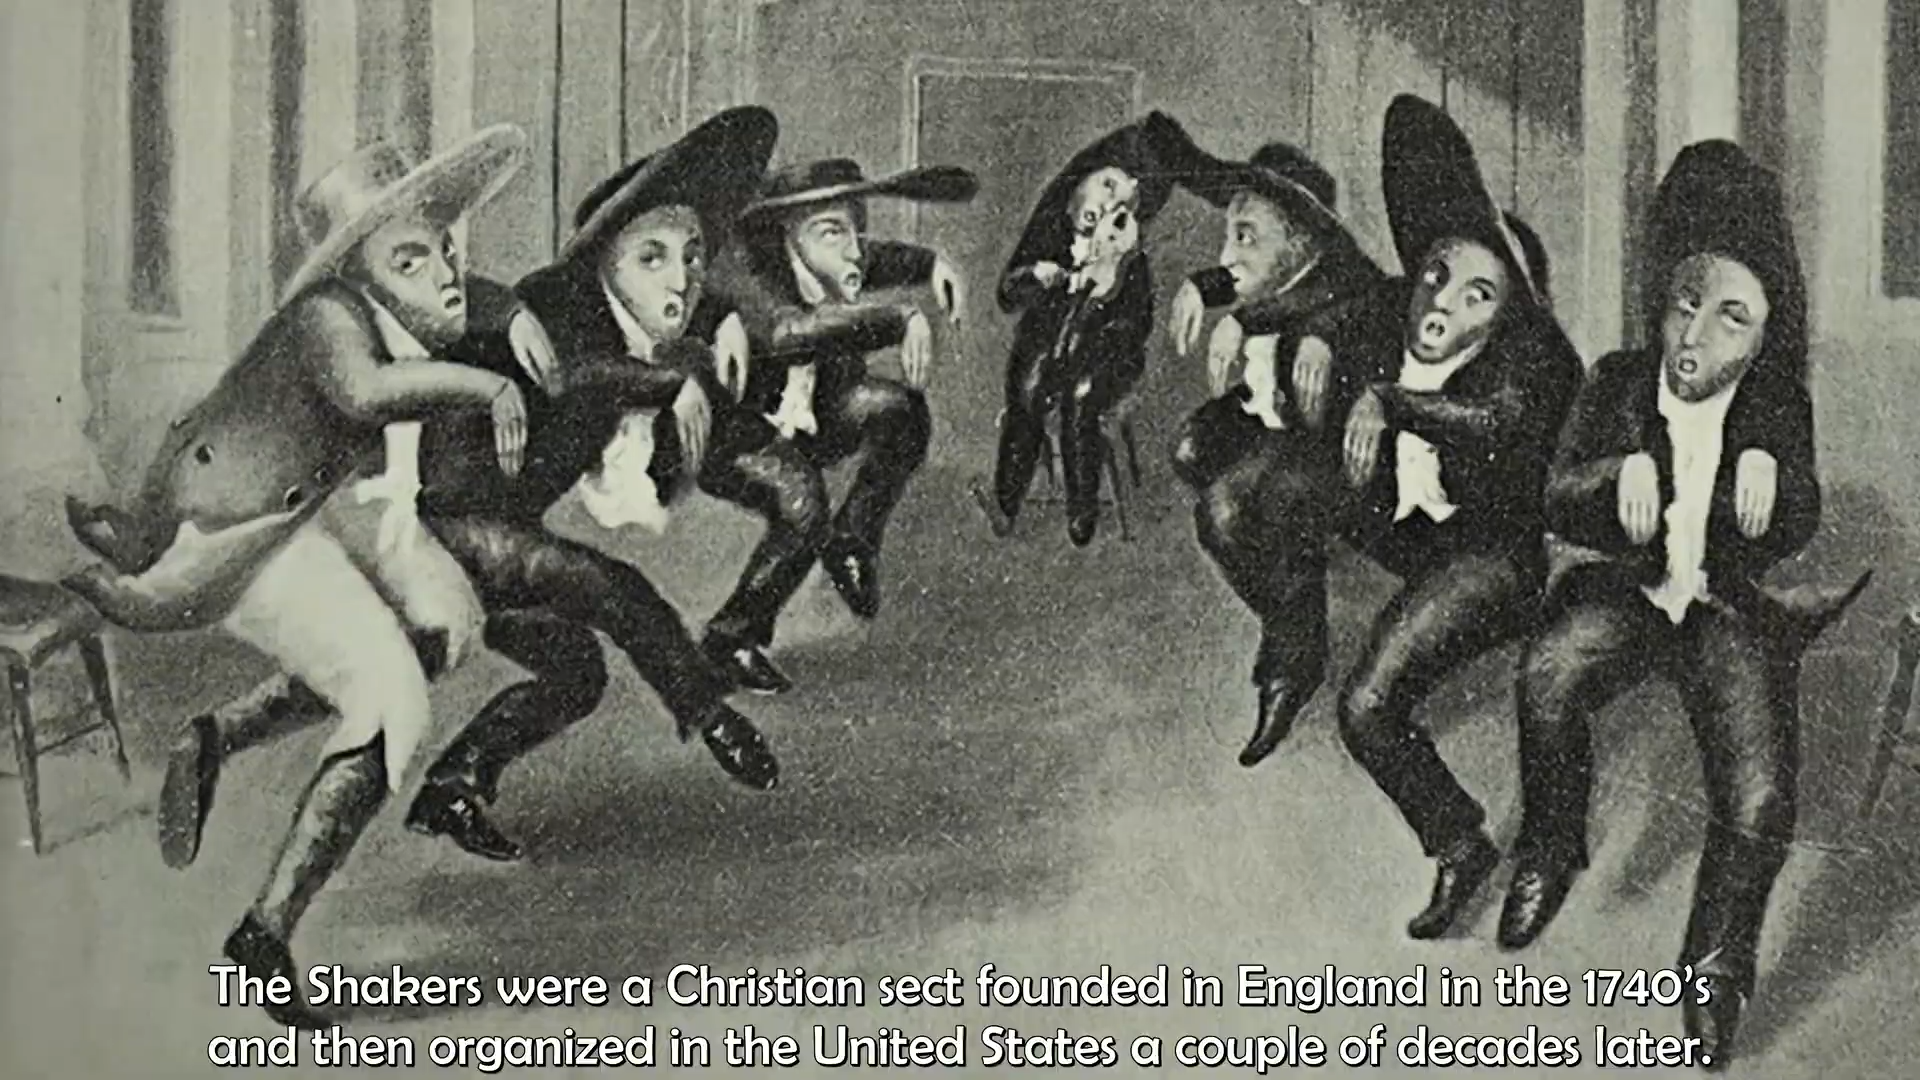 The Shakers were a Christian sect founded in England in the 1740's
and then organized in the United States a couple of decades later.